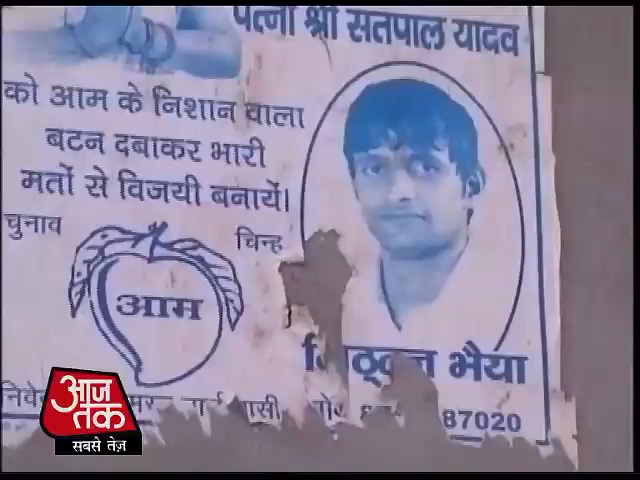 पत्नी श्री सतपाल यादव
को आम के निशान वाला
बटन दबाकर भारी
मतों से विजयी बनायें।
चुनाव चिन्ह
आम
भैया
87020
आज तक
सबसे तेज़